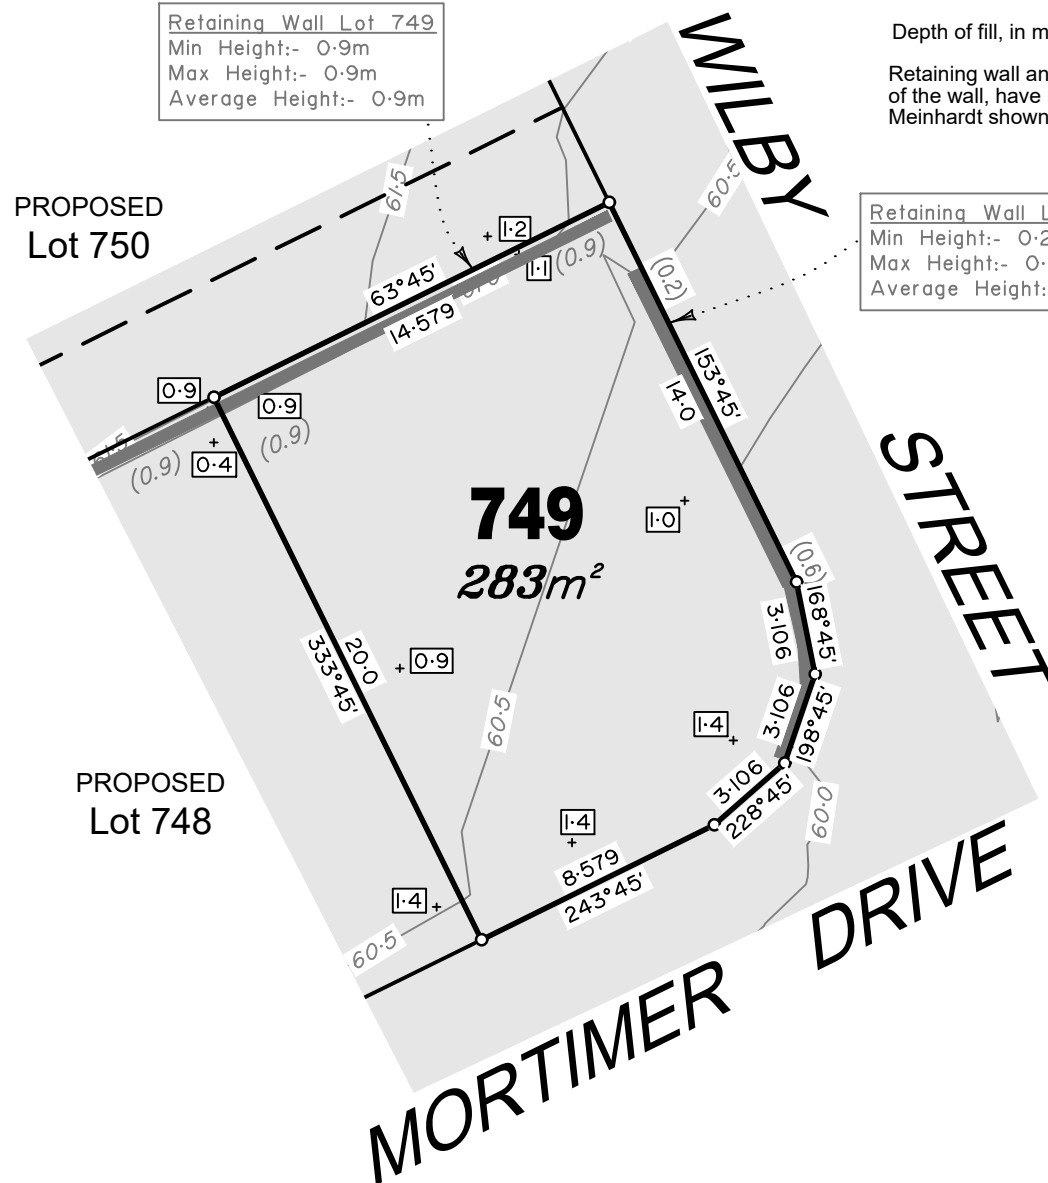 Retaining Wall Lot 749
Min Height:- 0.9m
Max Height:- 0.9m
Average Height:- 0.9m
Depth of fill, in m
Retaining wall an
of the wall, have
Meinhardt shown
WILBY
STREET
Retaining Wall L
Min Height:- 0.2
Max Height:- 0.
Average Height:
PROPOSED
Lot 750
61·5
60·5
1·2
1·1
(0.9)
(0.2)
63°45'
14·579
153°45'
14·0
0·9
0·9
(0.9)
(0.9)
0·4
749
283m²
1·0
(0.6)
168°45'
3·106
20·0
333°45'
0·9
60·5
1·4
3·106
198°45'
3·106
228°45'
60·0
PROPOSED
Lot 748
1·4
8·579
243°45'
1·4
60·5
MORTIMER DRIVE